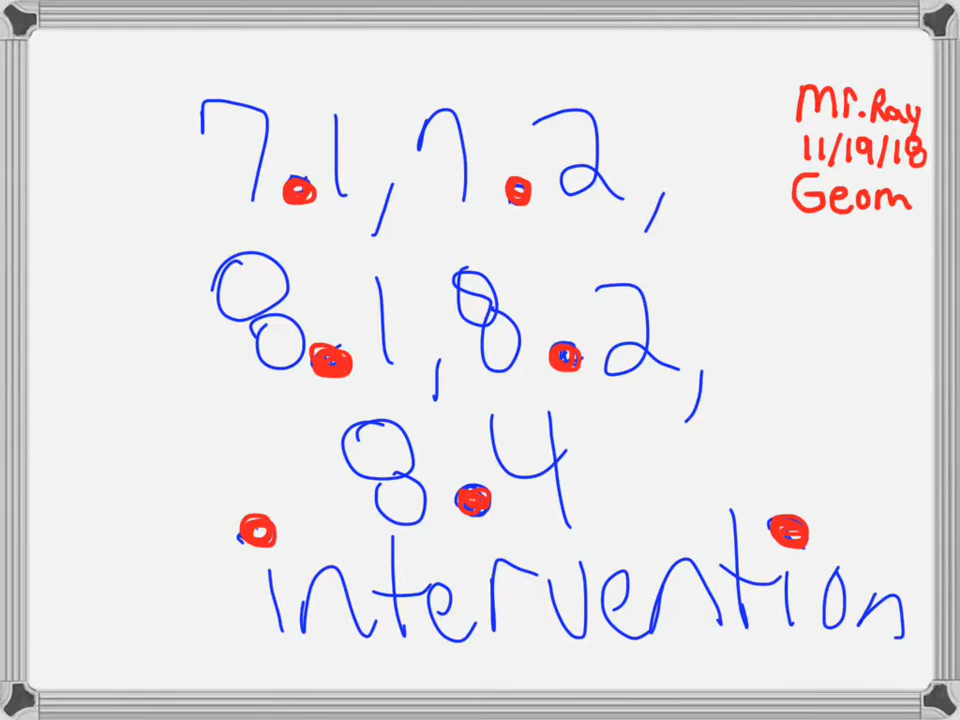 7.1, 7.2,
8.1, 8.2,
8.4
intervention
Mr. Ray
11/19/18
Geom